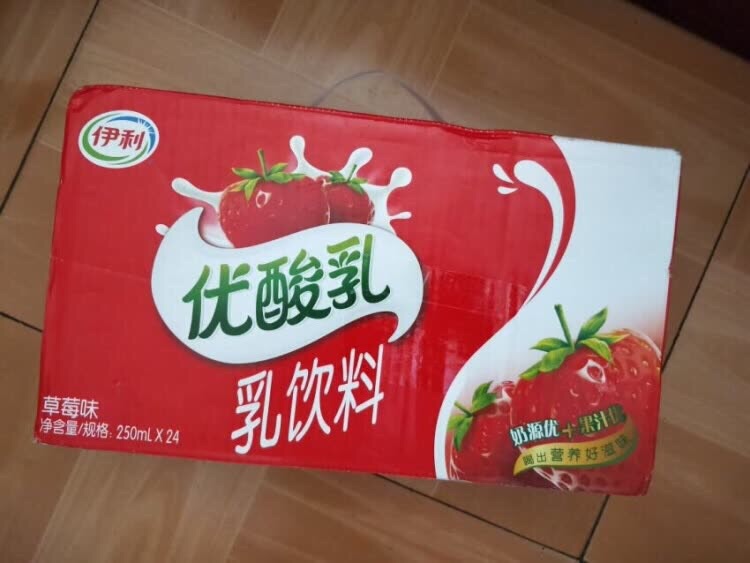 伊利
优酸乳
乳饮料
草莓味
净含量/规格: 250mL X 24
奶源优+果汁优
喝出营养好滋味